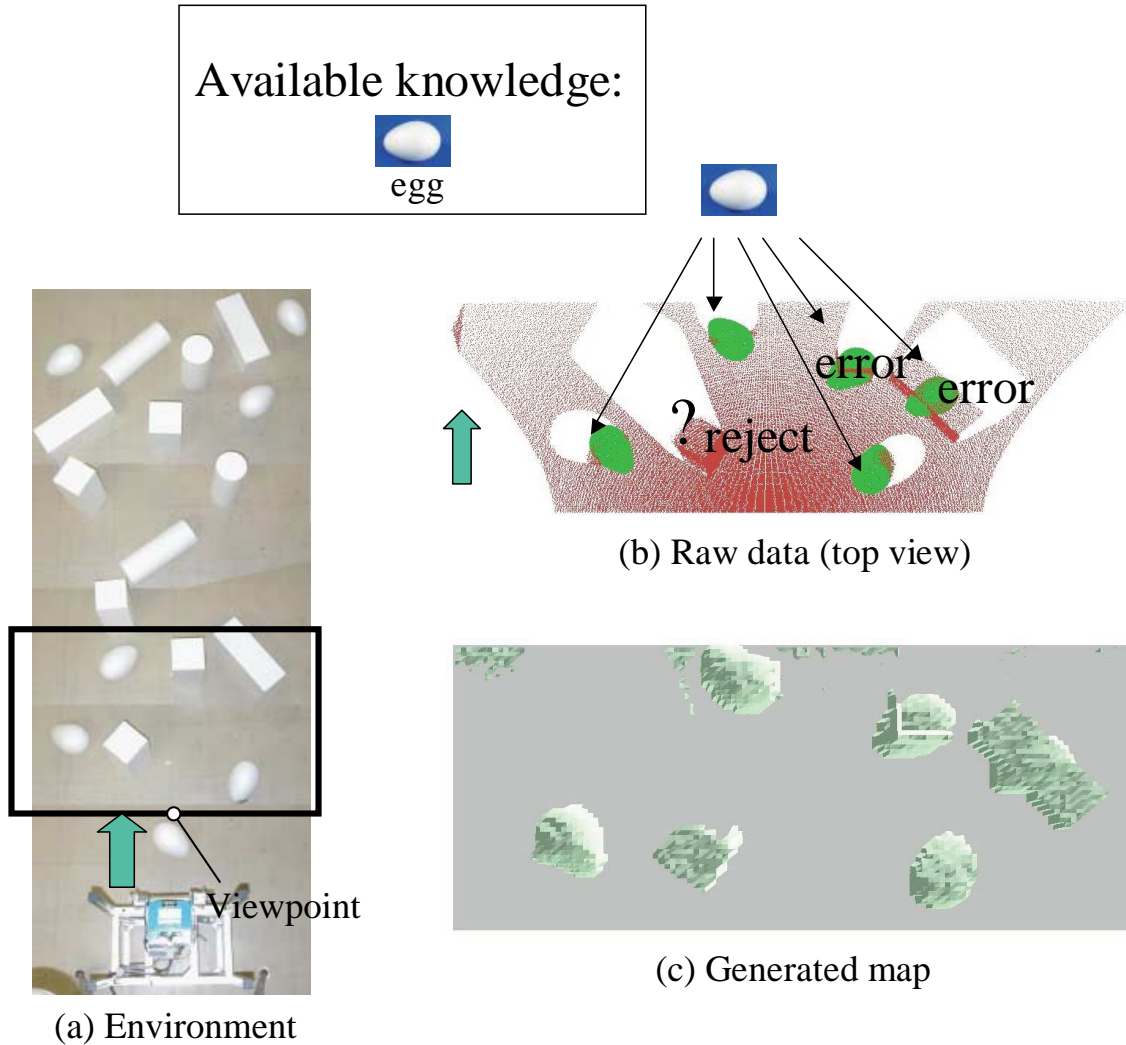 Available knowledge:
egg
error
error
?
reject
(b) Raw data (top view)
Viewpoint
(c) Generated map
(a) Environment